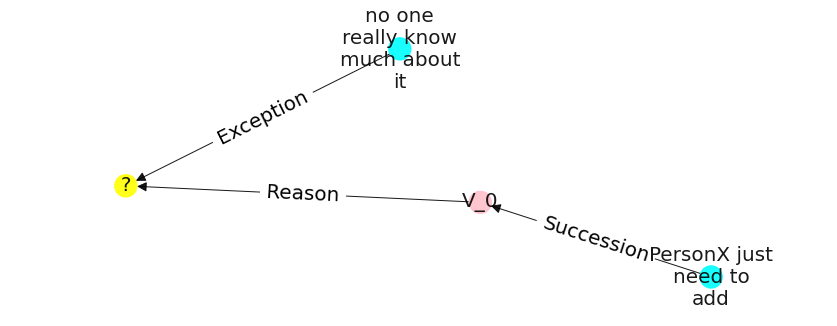 no one
really know
much about
it
Exception
?
Reason
V_0
Succession
PersonX just
need to
add